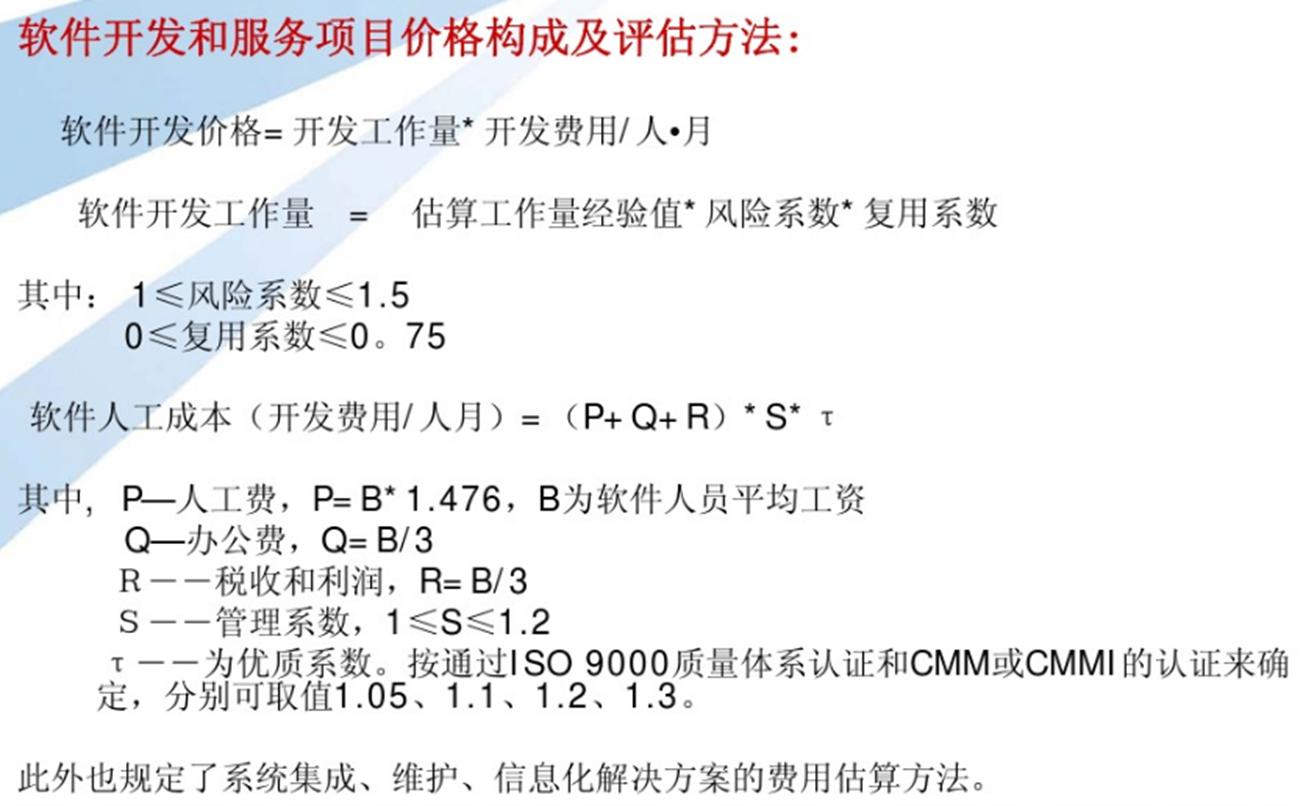 软件开发和服务项目价格构成及评估方法：
软件开发价格= 开发工作量* 开发费用/ 人•月
软件开发工作量 = 估算工作量经验值* 风险系数* 复用系数
其中： 1≤风险系数≤1.5
0≤复用系数≤0。75
软件人工成本（开发费用/ 人月）= （P+ Q+ R）* S* τ
其中, P—人工费，P= B* 1.476，B为软件人员平均工资
Q—办公费，Q= B/ 3
R－－税收和利润，R= B/ 3
S－－管理系数，1≤S≤1.2
τ－－为优质系数。按通过ISO 9000质量体系认证和CMM或CMMI 的认证来确
定，分别可取值1.05、1.1、1.2、1.3。
此外也规定了系统集成、维护、信息化解决方案的费用估算方法。